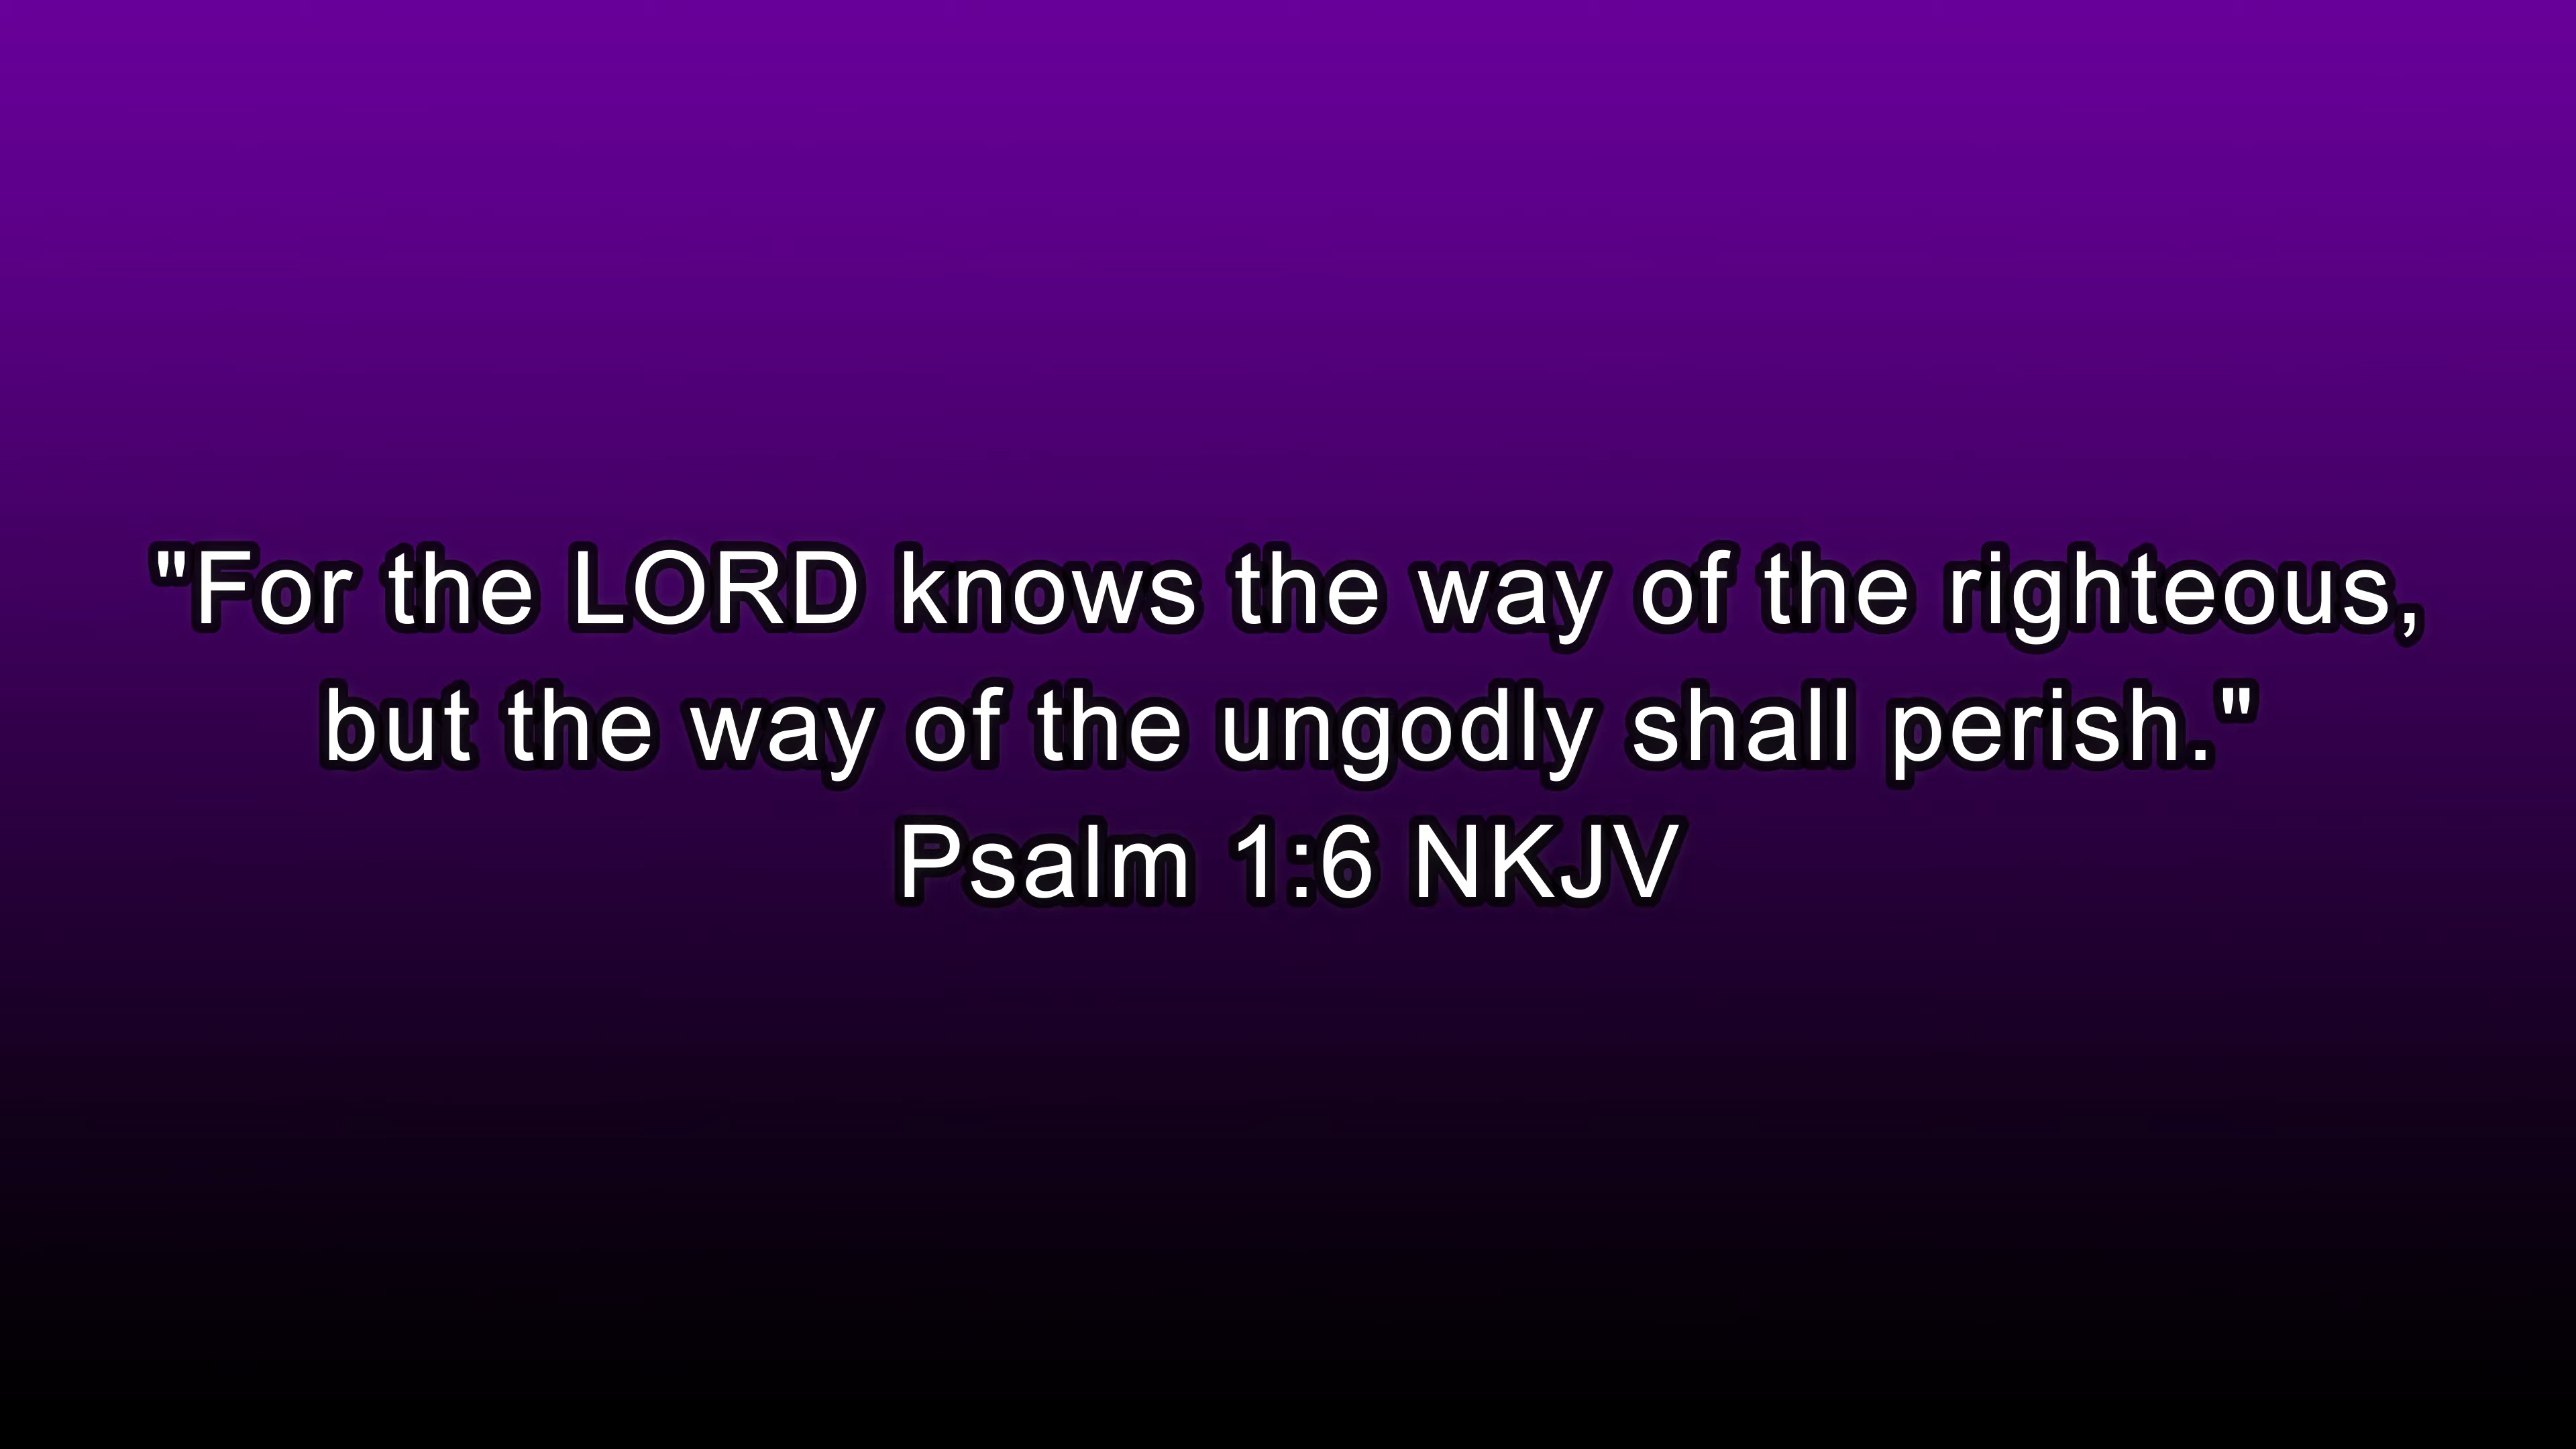 "For the LORD knows the way of the righteous,
but the way of the ungodly shall perish."
Psalm 1:6 NKJV